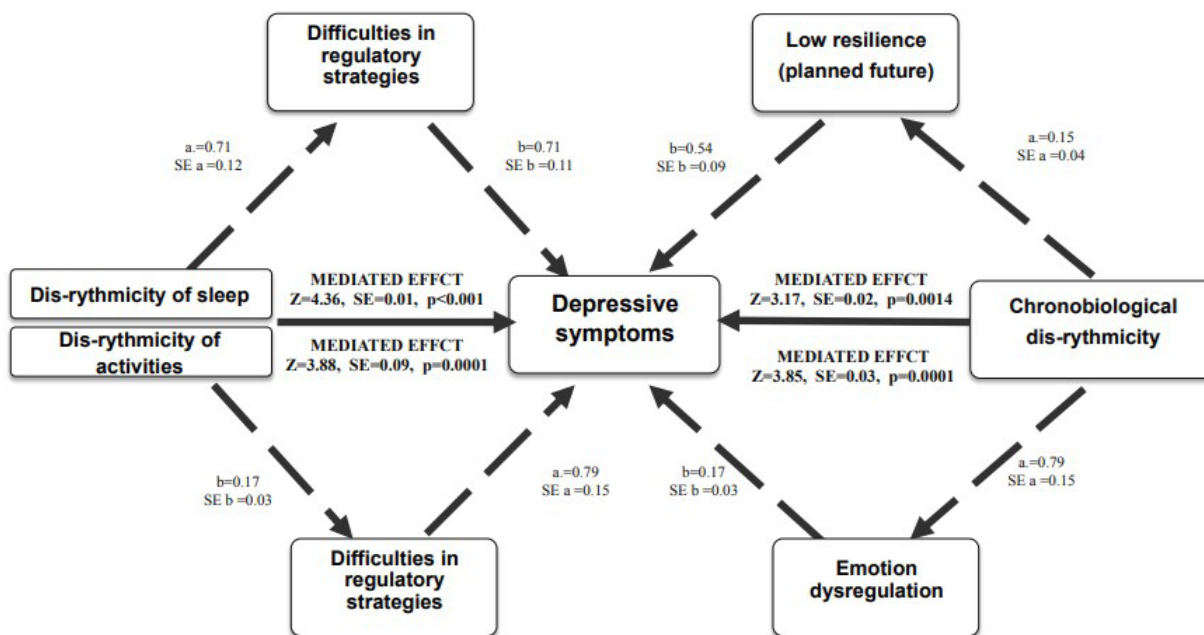 Difficulties in
regulatory
strategies
Low resilience
(planned future)
a.=0.71
SE a =0.12
b=0.71
SE b =0.11
b=0.54
SE b =0.09
a.=0.15
SE a =0.04
Dis-rythmicity of sleep
Dis-rythmicity of
activities
MEDIATED EFFCT
Z=4.36, SE=0.01, p<0.001
MEDIATED EFFCT
Z=3.88, SE=0.09, p=0.0001
Depressive
symptoms
MEDIATED EFFCT
Z=3.17, SE=0.02, p=0.0014
MEDIATED EFFCT
Z=3.85, SE=0.03, p=0.0001
Chronobiological
dis-rythmicity
b=0.17
SE b =0.03
a.=0.79
SE a =0.15
b=0.17
SE b =0.03
a.=0.79
SE a =0.15
Difficulties in
regulatory
strategies
Emotion
dysregulation